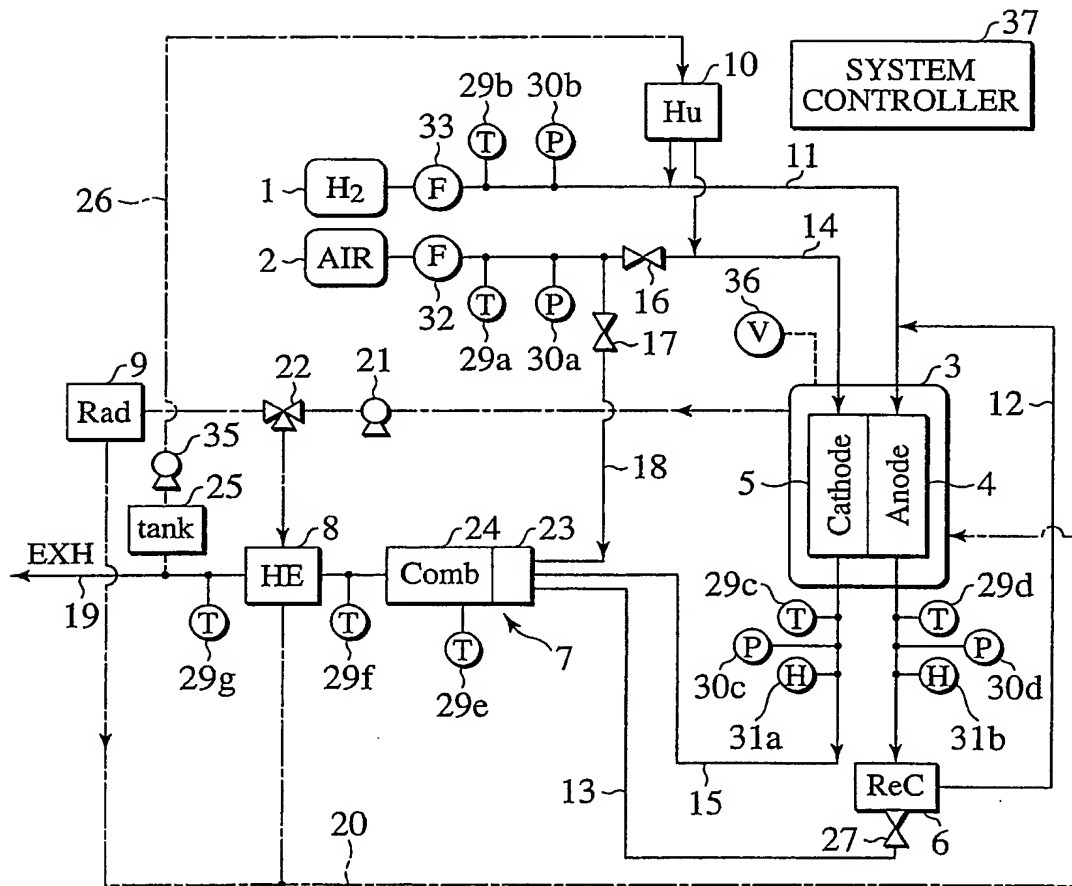 37
SYSTEM
CONTROLLER
10
Hu
29b
30b
T
P
33
11
26
1
H2
F
2
AIR
F
14
32
T
P
16
36
29a
30a
17
V
9
22
21
3
Rad
12
35
18
5
Cathode
Anode
4
25
tank
8
24
23
EXH
HE
Comb
19
T
T
T
7
29g
29f
29e
29c
T
T
29d
P
P
30c
H
H
30d
31a
31b
13
15
ReC
27
6
20